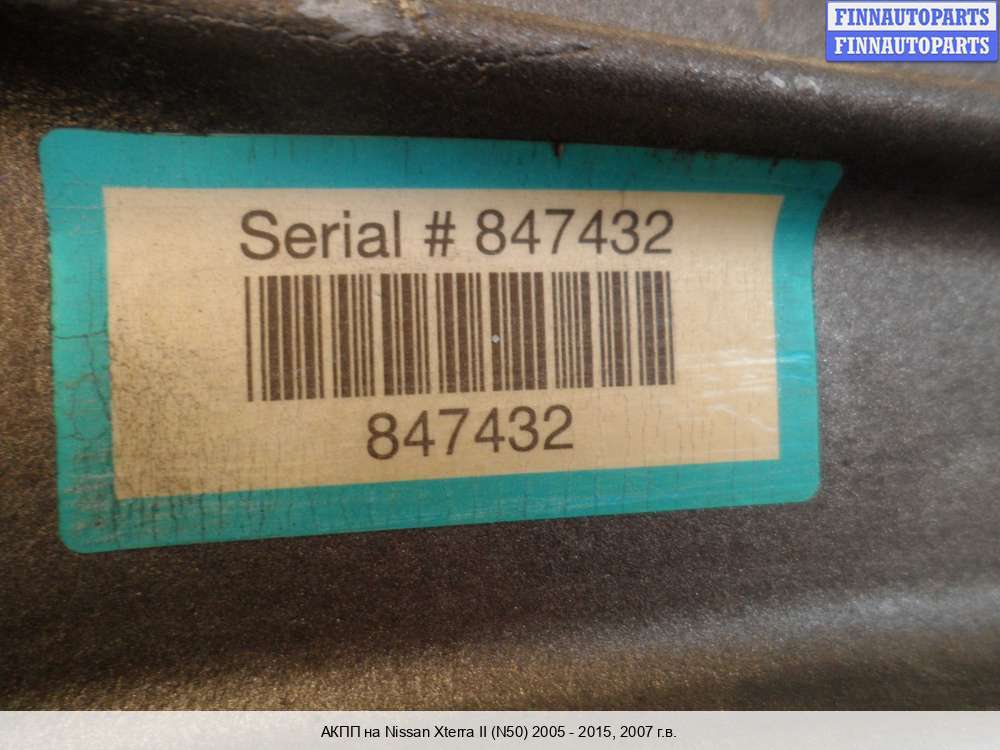 FINNAUTOPARTS
FINNAUTOPARTS
Serial # 847432
847432
АКПП на Nissan Xterra II (N50) 2005 - 2015, 2007 г.в.